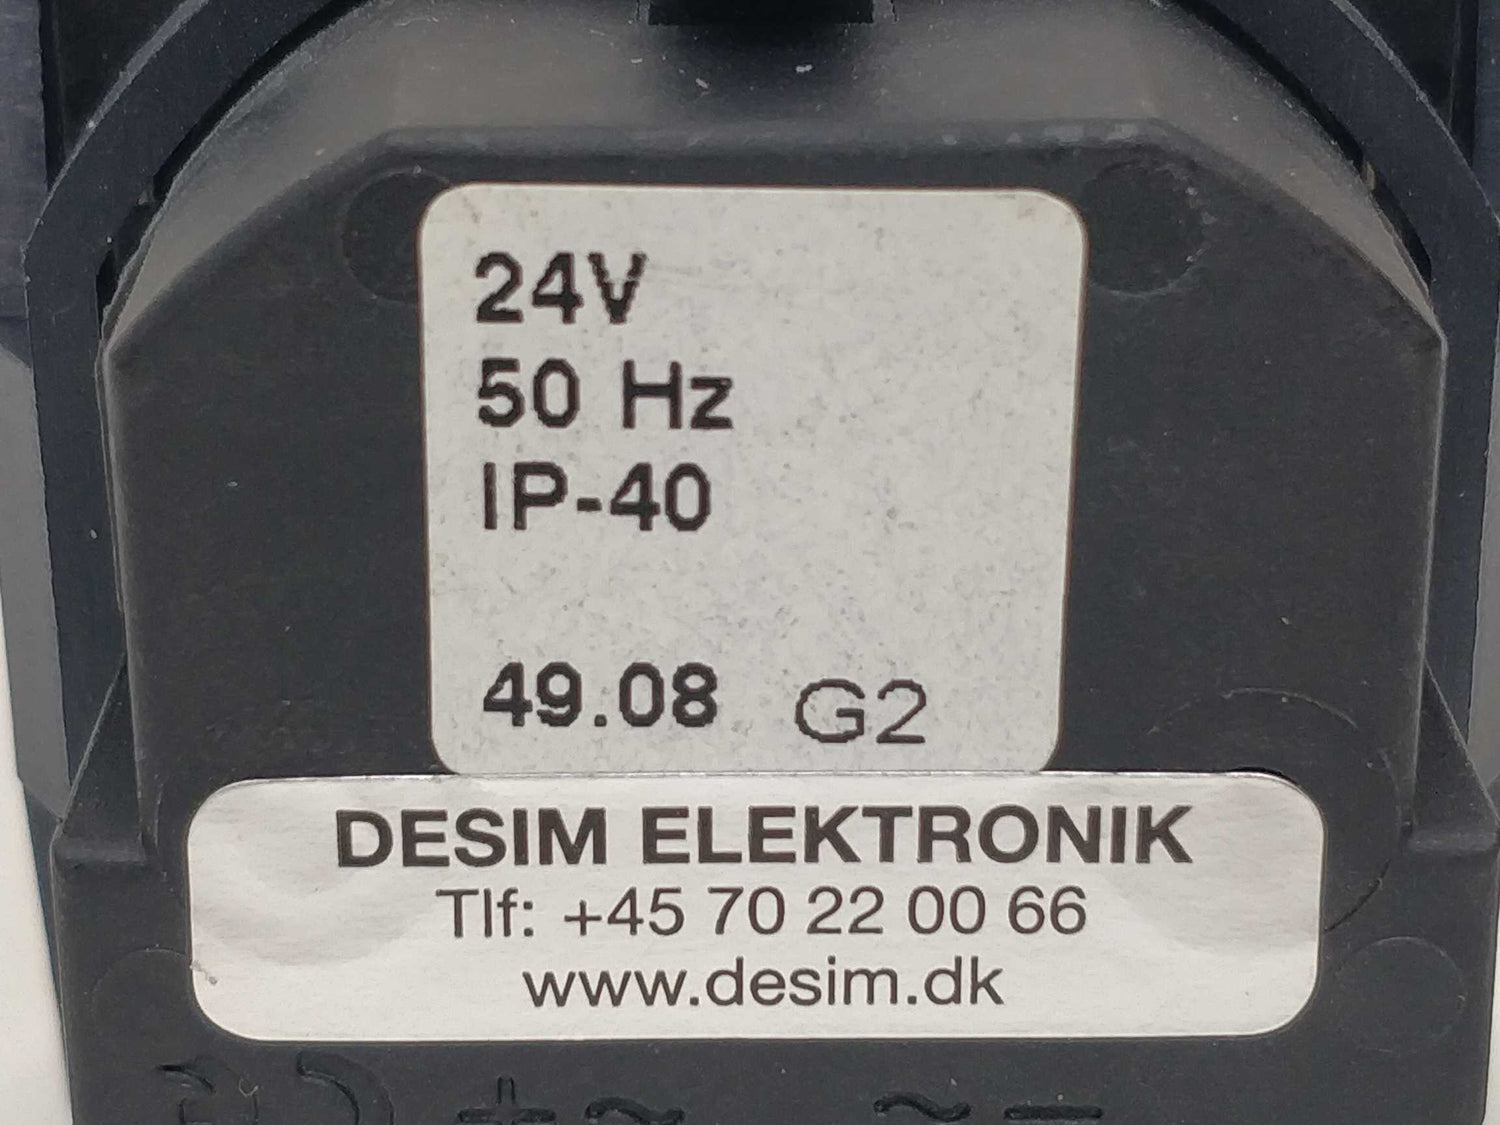 24V
50 Hz
IP-40
49.08 G2
DESIM ELEKTRONIK
Tlf: +45 70 22 00 66
www.desim.dk
+ ~ ~ −